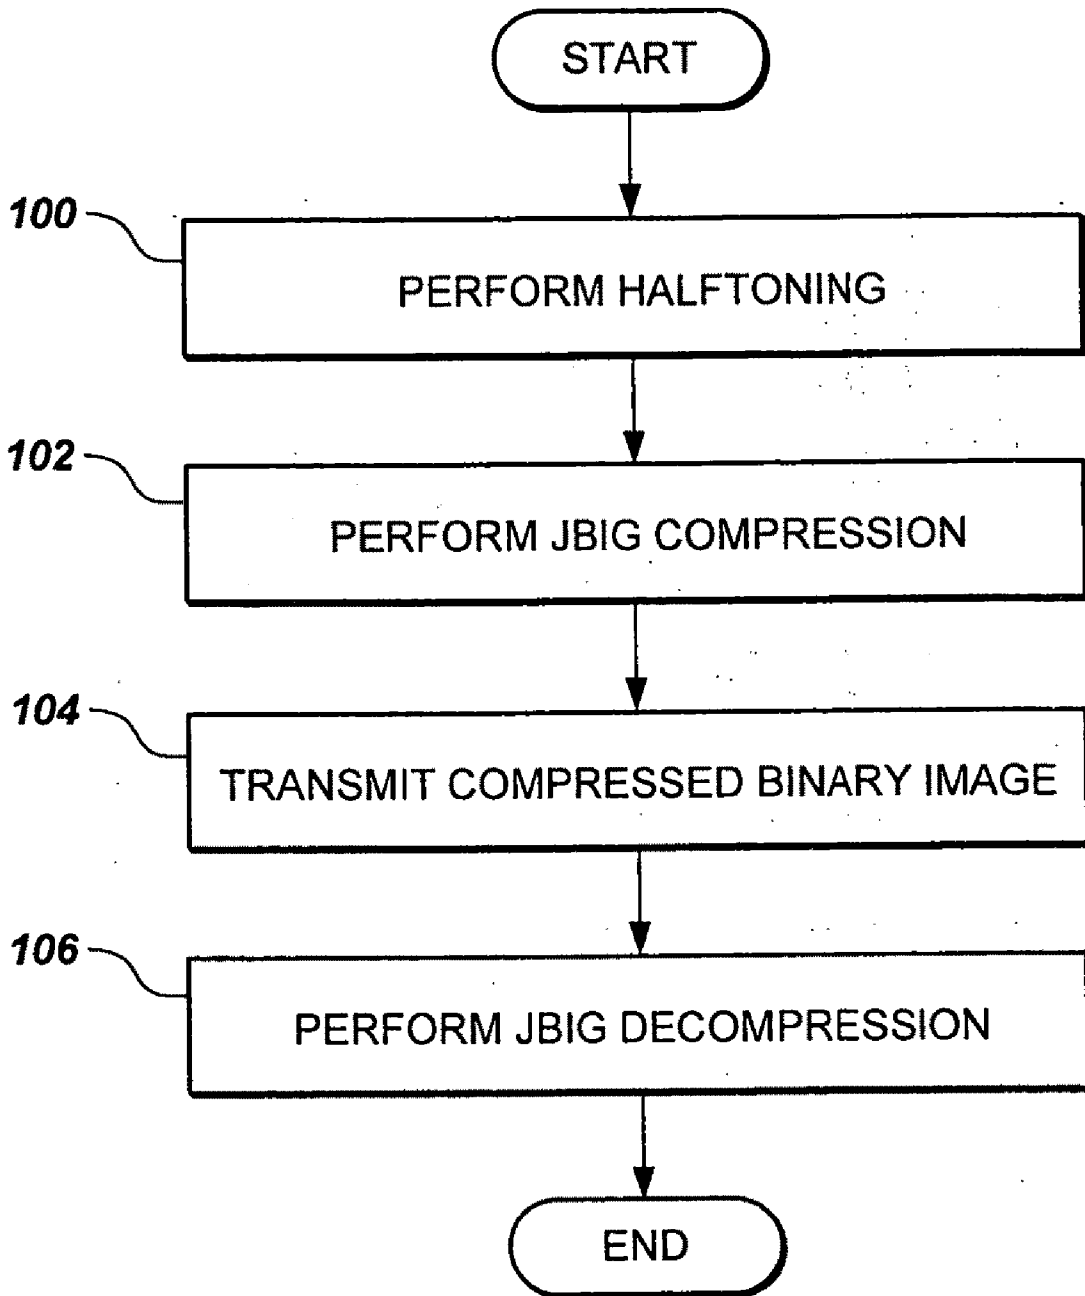 START
100
PERFORM HALFTONING
102
PERFORM JBIG COMPRESSION
104
TRANSMIT COMPRESSED BINARY IMAGE
106
PERFORM JBIG DECOMPRESSION
END